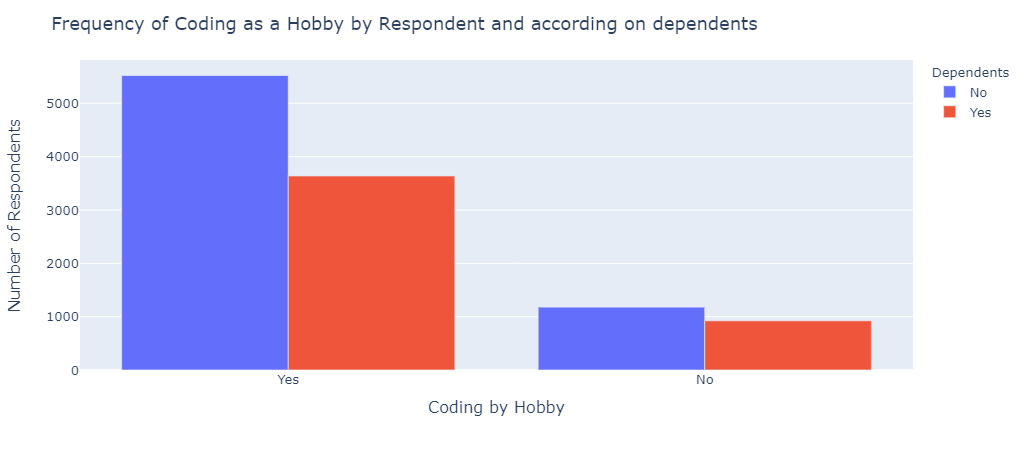 Frequency of Coding as a Hobby by Respondent and according on dependents
Dependents
No
Yes
Number of Respondents
5000
4000
3000
2000
1000
0
Yes
No
Coding by Hobby